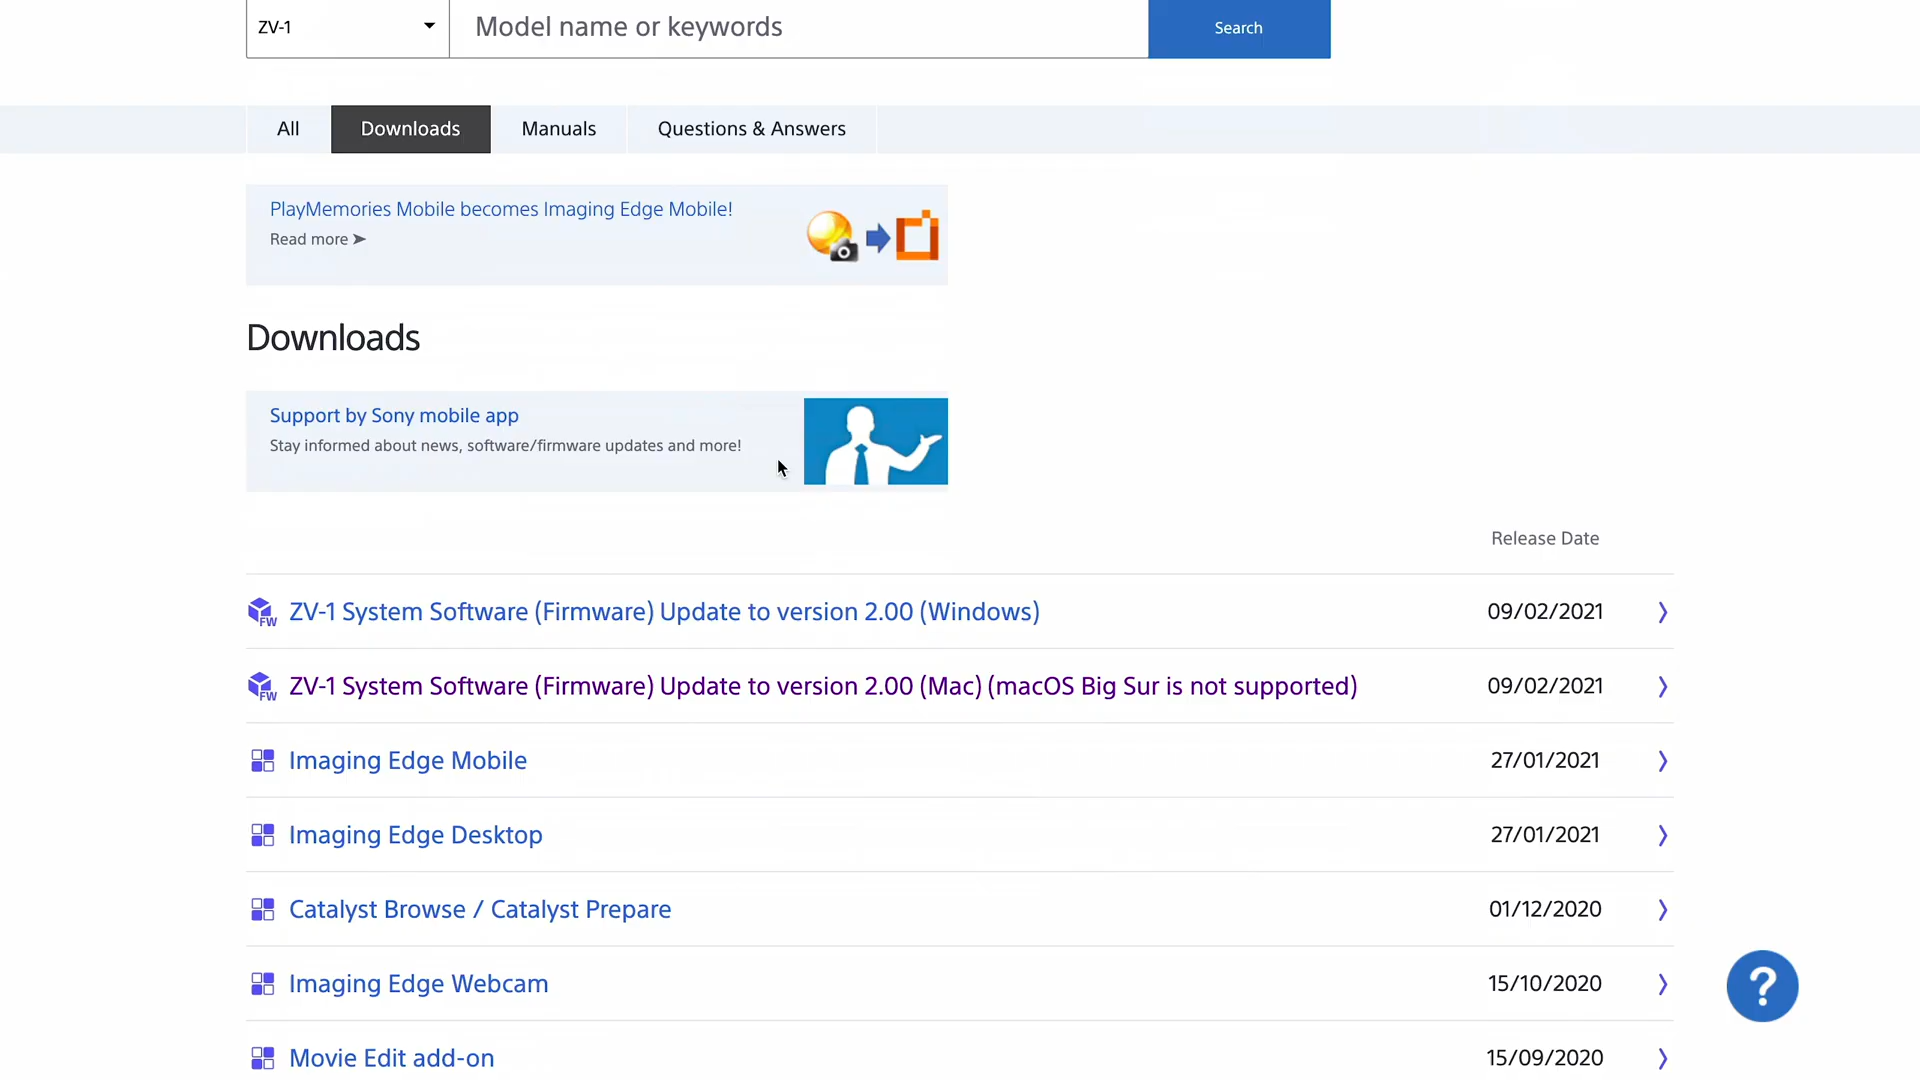 ZV-1 Model name or keywords Search
All Downloads Manuals Questions & Answers
PlayMemories Mobile becomes Imaging Edge Mobile!
Read more ➤
Downloads
Support by Sony mobile app
Stay informed about news, software/firmware updates and more!
Release Date
FW ZV-1 System Software (Firmware) Update to version 2.00 (Windows) 09/02/2021
FW ZV-1 System Software (Firmware) Update to version 2.00 (Mac) (macOS Big Sur is not supported) 09/02/2021
Imaging Edge Mobile 27/01/2021
Imaging Edge Desktop 27/01/2021
Catalyst Browse / Catalyst Prepare 01/12/2020
Imaging Edge Webcam 15/10/2020
?
Movie Edit add-on 15/09/2020